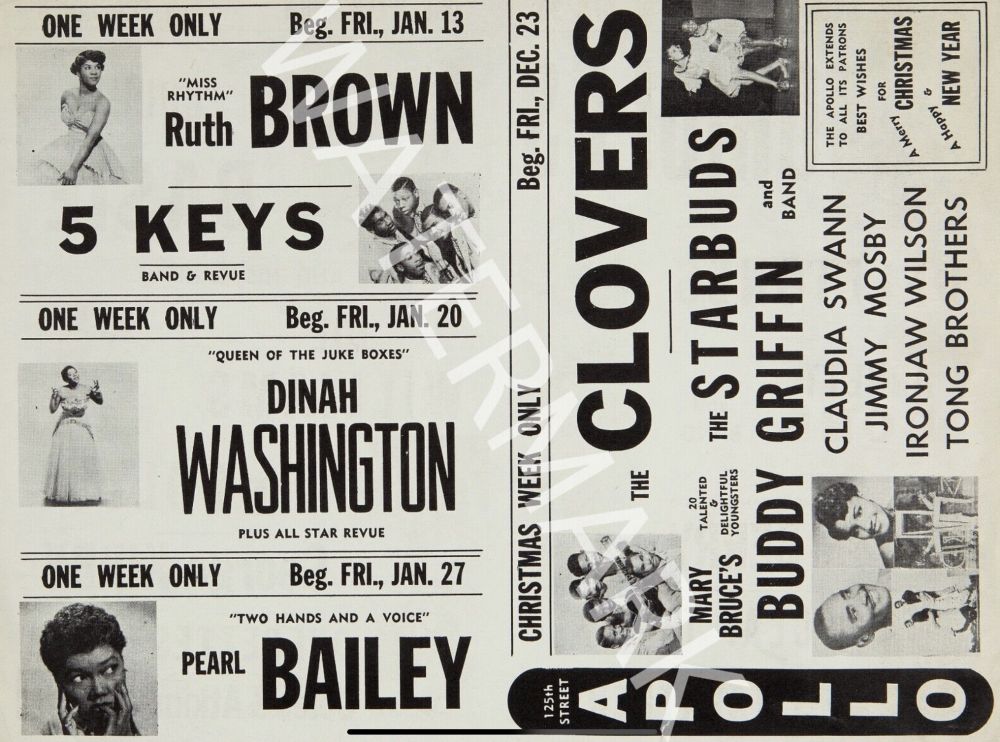 ONE WEEK ONLY Beg. FRI., JAN. 13
"MISS
RHYTHM"
Ruth BROWN
5 KEYS
BAND & REVUE
ONE WEEK ONLY Beg. FRI., JAN. 20
"QUEEN OF THE JUKE BOXES"
DINAH
WASHINGTON
PLUS ALL STAR REVUE
ONE WEEK ONLY Beg. FRI., JAN. 27
"TWO HANDS AND A VOICE"
PEARL BAILEY
CHRISTMAS WEEK ONLY Beg. FRI., DEC. 23
THE CLOVERS
MARY
BRUCE'S
20
TALENTED
&
DELIGHTFUL
YOUNGSTERS
THE STARBUDS
BUDDY GRIFFIN
and
BAND
CLAUDIA SWANN
JIMMY MOSBY
IRONJAW WILSON
TONG BROTHERS
THE APOLLO EXTENDS
TO ALL ITS PATRONS
BEST WISHES
FOR
A Merry CHRISTMAS
&
A Happy NEW YEAR
125th
STREET
APOLLO
WATERMARK